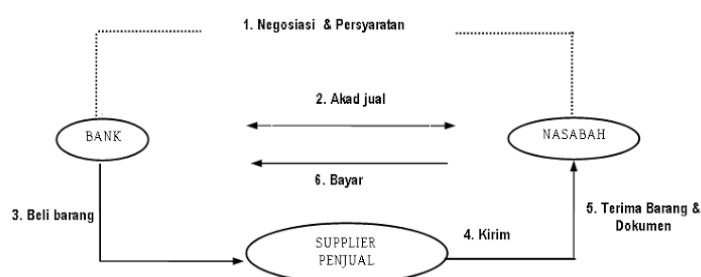 1. Negosiasi & Persyaratan
2. Akad jual
BANK
NASABAH
6. Bayar
3. Beli barang
5. Terima Barang &
Dokumen
4. Kirim
SUPPLIER
PENJUAL